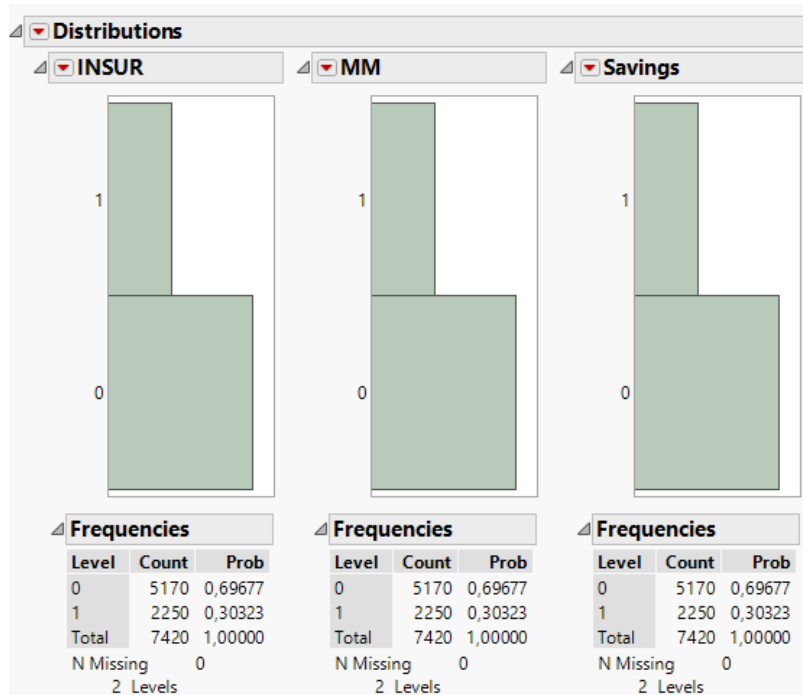 Distributions
INSUR
1
0
Frequencies
Level Count Prob
0 5170 0,69677
1 2250 0,30323
Total 7420 1,00000
N Missing 0
2 Levels
MM
1
0
Frequencies
Level Count Prob
0 5170 0,69677
1 2250 0,30323
Total 7420 1,00000
N Missing 0
2 Levels
Savings
1
0
Frequencies
Level Count Prob
0 5170 0,69677
1 2250 0,30323
Total 7420 1,00000
N Missing 0
2 Levels